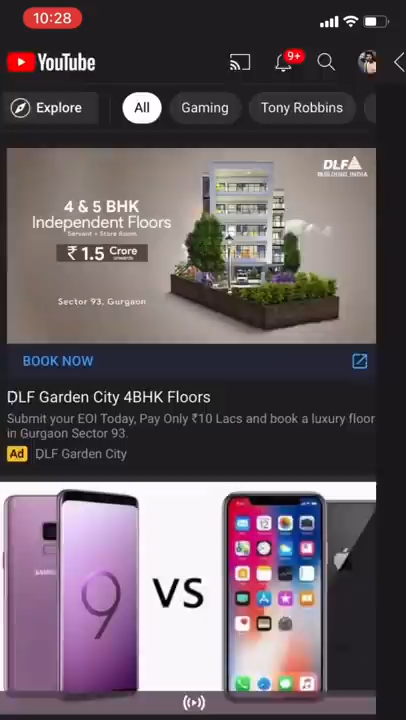 10:28
YouTube
9+
Explore
All
Gaming
Tony Robbins
DLF
BUILDING INDIA
4 & 5 BHK
Independent Floors
Servant + Store Room
₹ 1.5 Crore
onwards
Sector 93, Gurgaon
BOOK NOW
DLF Garden City 4BHK Floors
Submit your EOI Today, Pay Only ₹10 Lacs and book a luxury floor
in Gurgaon Sector 93.
Ad
DLF Garden City
SAMSUNG
9
VS